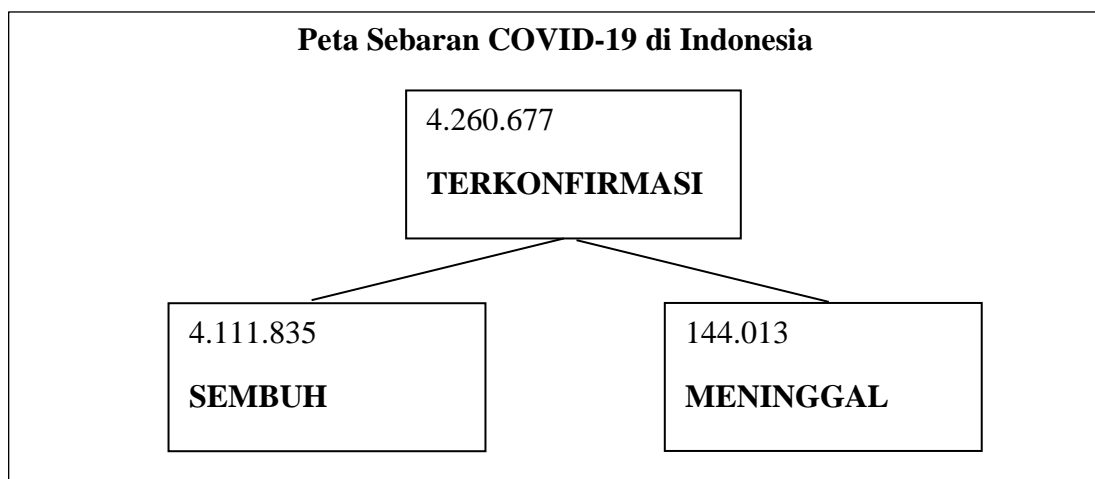 Peta Sebaran COVID-19 di Indonesia
4.260.677
TERKONFIRMASI
4.111.835
SEMBUH
144.013
MENINGGAL